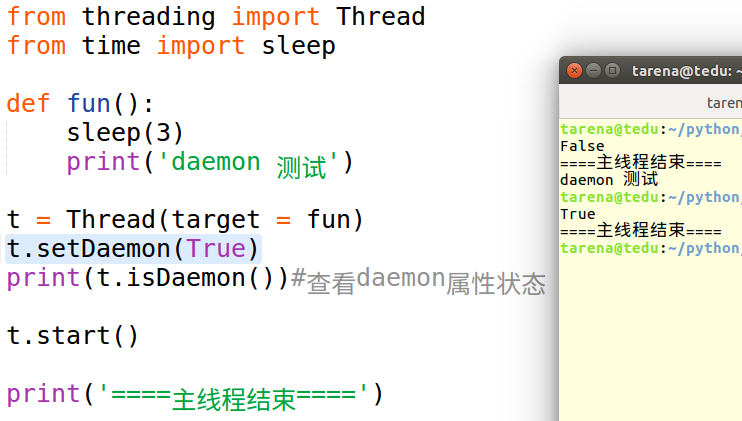 from threading import Thread
from time import sleep
def fun():
sleep(3)
print('daemon 测试')
t = Thread(target = fun)
t.setDaemon(True)
print(t.isDaemon())#查看daemon属性状态
t.start()
print('====主线程结束====')
tarena@tedu: ~
taren
tarena@tedu:~/python,
False
====主线程结束====
daemon 测试
tarena@tedu:~/python,
True
====主线程结束====
tarena@tedu:~/python,